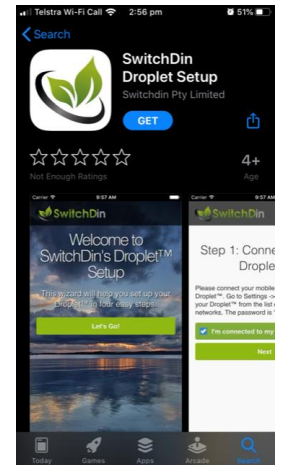 Telstra Wi-Fi Call 2:56 pm 51%
Search
SwitchDin
Droplet Setup
Switchdin Pty Limited
GET
Not Enough Ratings
4+
Age
Carrier 9:57 AM
SwitchDin
Welcome to
SwitchDin's Droplet™
Setup
This wizard will help you set up your
Droplet™ in four easy steps.
Let's Go!
Carrier 9:57 AM
SwitchDin
Step 1: Conne
Drople
Please connect your mobile
Droplet™. Go to Settings ->
your Droplet™ from the list
networks. The password is "
I'm connected to my
Next
Today Games Apps Arcade Search